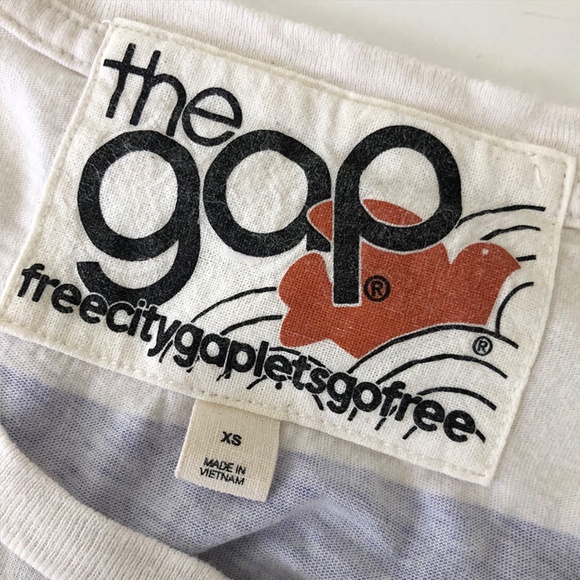 the
gap®
®
freecitygapletsgofree
XS
MADE IN
VIETNAM